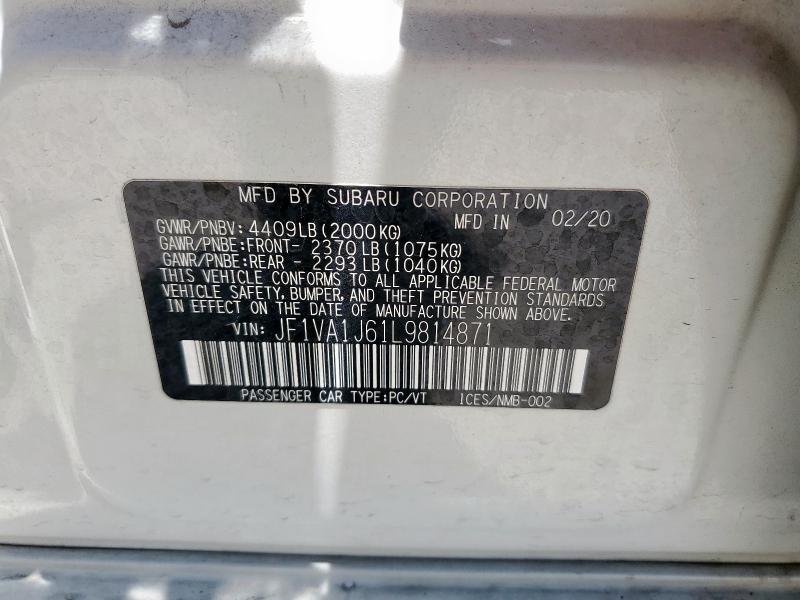 MFD BY SUBARU CORPORATION
GVWR/PNBV: 4409LB(2000KG) MFD IN 02/20
GAWR/PNBE:FRONT- 2370LB(1075KG)
GAWR/PNBE:REAR - 2293LB(1040KG)
THIS VEHICLE CONFORMS TO ALL APPLICABLE FEDERAL MOTOR
VEHICLE SAFETY, BUMPER, AND THEFT PREVENTION STANDARDS
IN EFFECT ON THE DATE OF MANUFACTURE SHOWN ABOVE.
VIN: JF1VA1J61L9814871
PASSENGER CAR TYPE:PC/VT ICES/NMB-002